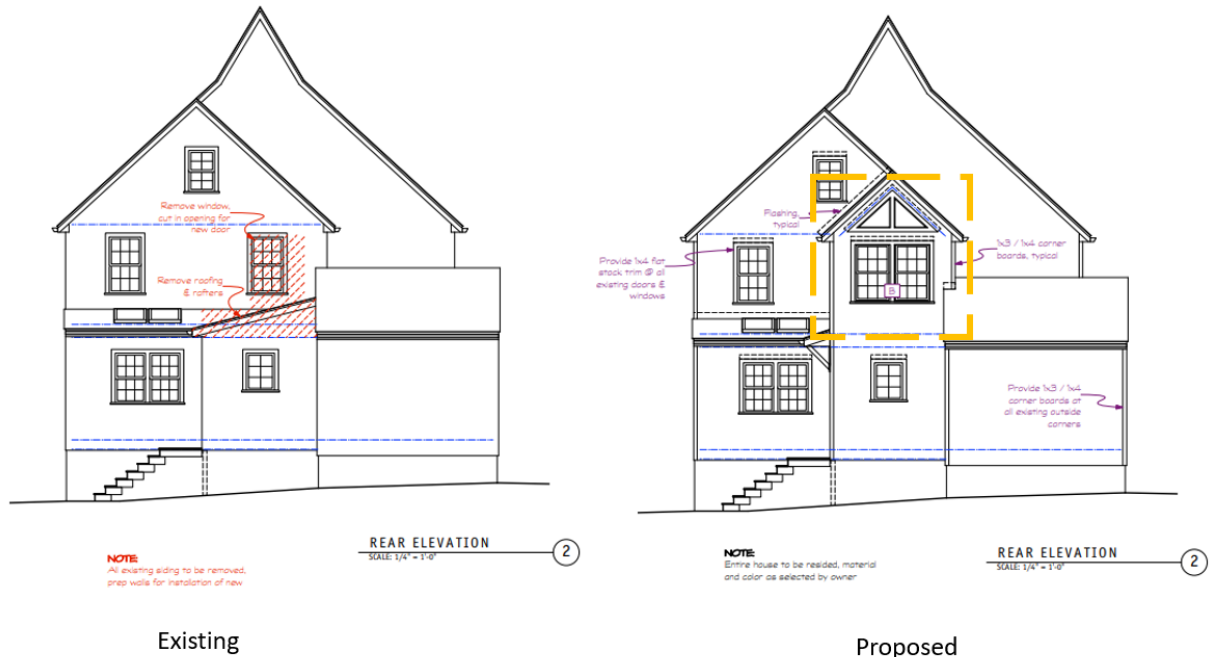 Remove window,
cut in opening for
new door
Remove roofing
& rafters
REAR ELEVATION
SCALE: 1/4" = 1'-0"
2
NOTE:
All existing siding to be removed,
prep walls for installation of new
Existing
Flashing,
typical
Provide 1x4 flat
stock trim @ all
existing doors &
windows
1x3 / 1x4 corner
boards, typical
B
Provide 1x3 / 1x4
corner boards at
all existing outside
corners
REAR ELEVATION
SCALE: 1/4" = 1'-0"
2
NOTE:
Entire house to be resided, material
and color as selected by owner
Proposed